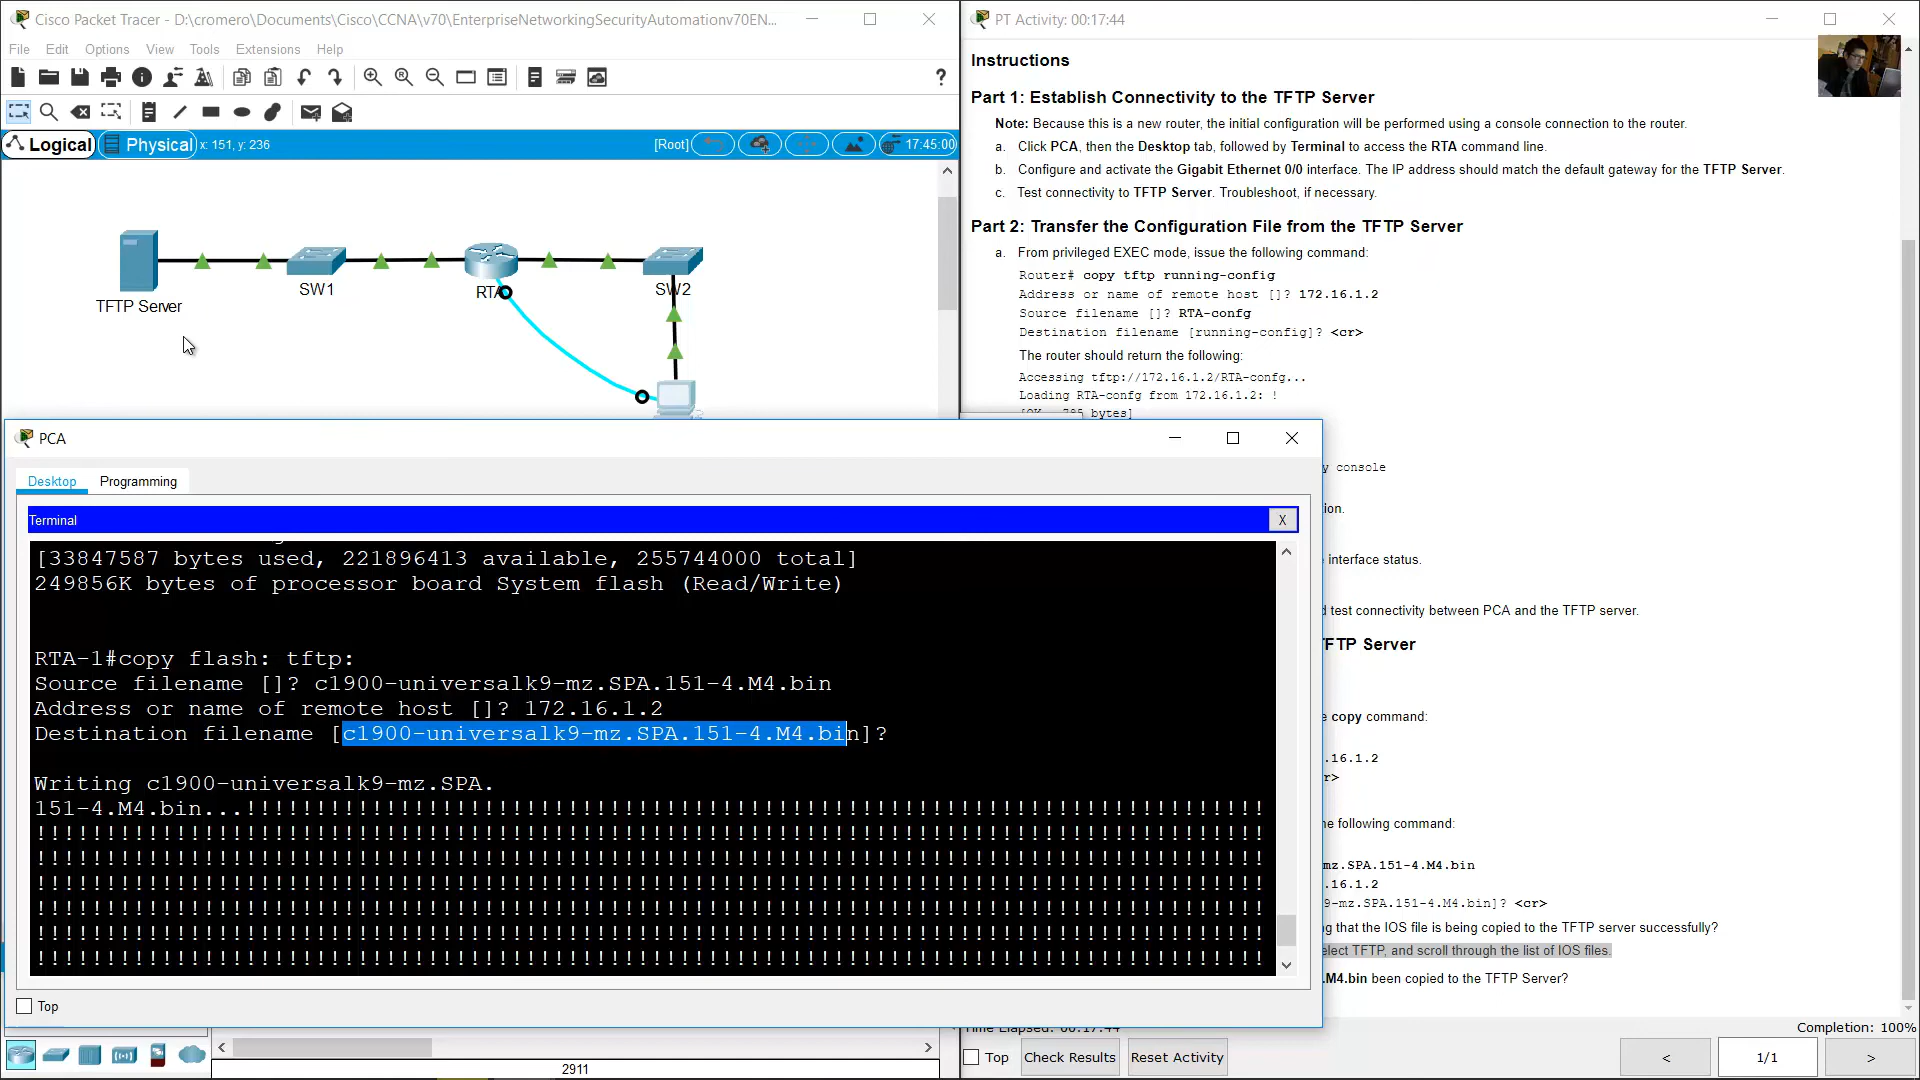 Cisco Packet Tracer - D:\cromero\Documents\Cisco\CCNA\v70\EnterpriseNetworkingSecurityAutomationv70EN...
File Edit Options View Tools Extensions Help
?
Logical Physical x: 151, y: 236 [Root] 17:45:00
TFTP Server
SW1
RTA
SW2
PT Activity: 00:17:44
Instructions
Part 1: Establish Connectivity to the TFTP Server
Note: Because this is a new router, the initial configuration will be performed using a console connection to the router.
a. Click PCA, then the Desktop tab, followed by Terminal to access the RTA command line.
b. Configure and activate the Gigabit Ethernet 0/0 interface. The IP address should match the default gateway for the TFTP Server.
c. Test connectivity to TFTP Server. Troubleshoot, if necessary.
Part 2: Transfer the Configuration File from the TFTP Server
a. From privileged EXEC mode, issue the following command:
Router# copy tftp running-config
Address or name of remote host []? 172.16.1.2
Source filename []? RTA-confg
Destination filename [running-config]? <cr>
The router should return the following:
Accessing tftp://172.16.1.2/RTA-confg...
Loading RTA-confg from 172.16.1.2: !
[OK - 785 bytes]
y console
ion.
interface status.
d test connectivity between PCA and the TFTP server.
TFTP Server
e copy command:
.16.1.2
r>
he following command:
mz.SPA.151-4.M4.bin
.16.1.2
9-mz.SPA.151-4.M4.bin]? <cr>
g that the IOS file is being copied to the TFTP server successfully?
elect TFTP, and scroll through the list of IOS files.
.M4.bin been copied to the TFTP Server?
PCA
Desktop Programming
Terminal X
[33847587 bytes used, 221896413 available, 255744000 total]
249856K bytes of processor board System flash (Read/Write)
RTA-1#copy flash: tftp:
Source filename []? c1900-universalk9-mz.SPA.151-4.M4.bin
Address or name of remote host []? 172.16.1.2
Destination filename [c1900-universalk9-mz.SPA.151-4.M4.bin]?
Writing c1900-universalk9-mz.SPA.
151-4.M4.bin...!!!!!!!!!!!!!!!!!!!!!!!!!!!!!!!!!!!!!!!!!!!!!!!!!!!!!!!!!!!!!!!!!!!!!!!!!
!!!!!!!!!!!!!!!!!!!!!!!!!!!!!!!!!!!!!!!!!!!!!!!!!!!!!!!!!!!!!!!!!!!!!!!!!!!!!!!!!!!!!!!!
!!!!!!!!!!!!!!!!!!!!!!!!!!!!!!!!!!!!!!!!!!!!!!!!!!!!!!!!!!!!!!!!!!!!!!!!!!!!!!!!!!!!!!!!
!!!!!!!!!!!!!!!!!!!!!!!!!!!!!!!!!!!!!!!!!!!!!!!!!!!!!!!!!!!!!!!!!!!!!!!!!!!!!!!!!!!!!!!!
!!!!!!!!!!!!!!!!!!!!!!!!!!!!!!!!!!!!!!!!!!!!!!!!!!!!!!!!!!!!!!!!!!!!!!!!!!!!!!!!!!!!!!!!
!!!!!!!!!!!!!!!!!!!!!!!!!!!!!!!!!!!!!!!!!!!!!!!!!!!!!!!!!!!!!!!!!!!!!!!!!!!!!!!!!!!!!!!!
!!!!!!!!!!!!!!!!!!!!!!!!!!!!!!!!!!!!!!!!!!!!!!!!!!!!!!!!!!!!!!!!!!!!!!!!!!!!!!!!!!!!!!!!
Top
2911
Time Elapsed: 00:17:44 Completion: 100%
Top Check Results Reset Activity < 1/1 >